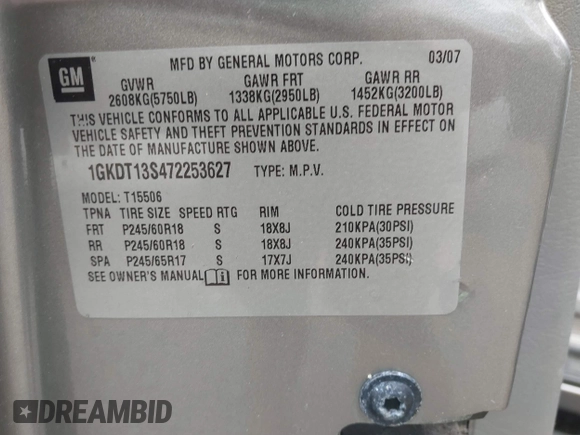 MFD BY GENERAL MOTORS CORP. 03/07
GM
GVWR GAWR FRT GAWR RR
2608KG(5750LB) 1338KG(2950LB) 1452KG(3200LB)
THIS VEHICLE CONFORMS TO ALL APPLICABLE U.S. FEDERAL MOTOR
VEHICLE SAFETY AND THEFT PREVENTION STANDARDS IN EFFECT ON
THE DATE OF MANUFACTURE SHOWN ABOVE.
1GKDT13S472253627 TYPE: M.P.V.
MODEL: T15506
TPNA TIRE SIZE SPEED RTG RIM COLD TIRE PRESSURE
FRT P245/60R18 S 18X8J 210KPA(30PSI)
RR P245/60R18 S 18X8J 240KPA(35PSI)
SPA P245/65R17 S 17X7J 240KPA(35PSI)
SEE OWNER'S MANUAL FOR MORE INFORMATION.
DREAMBID